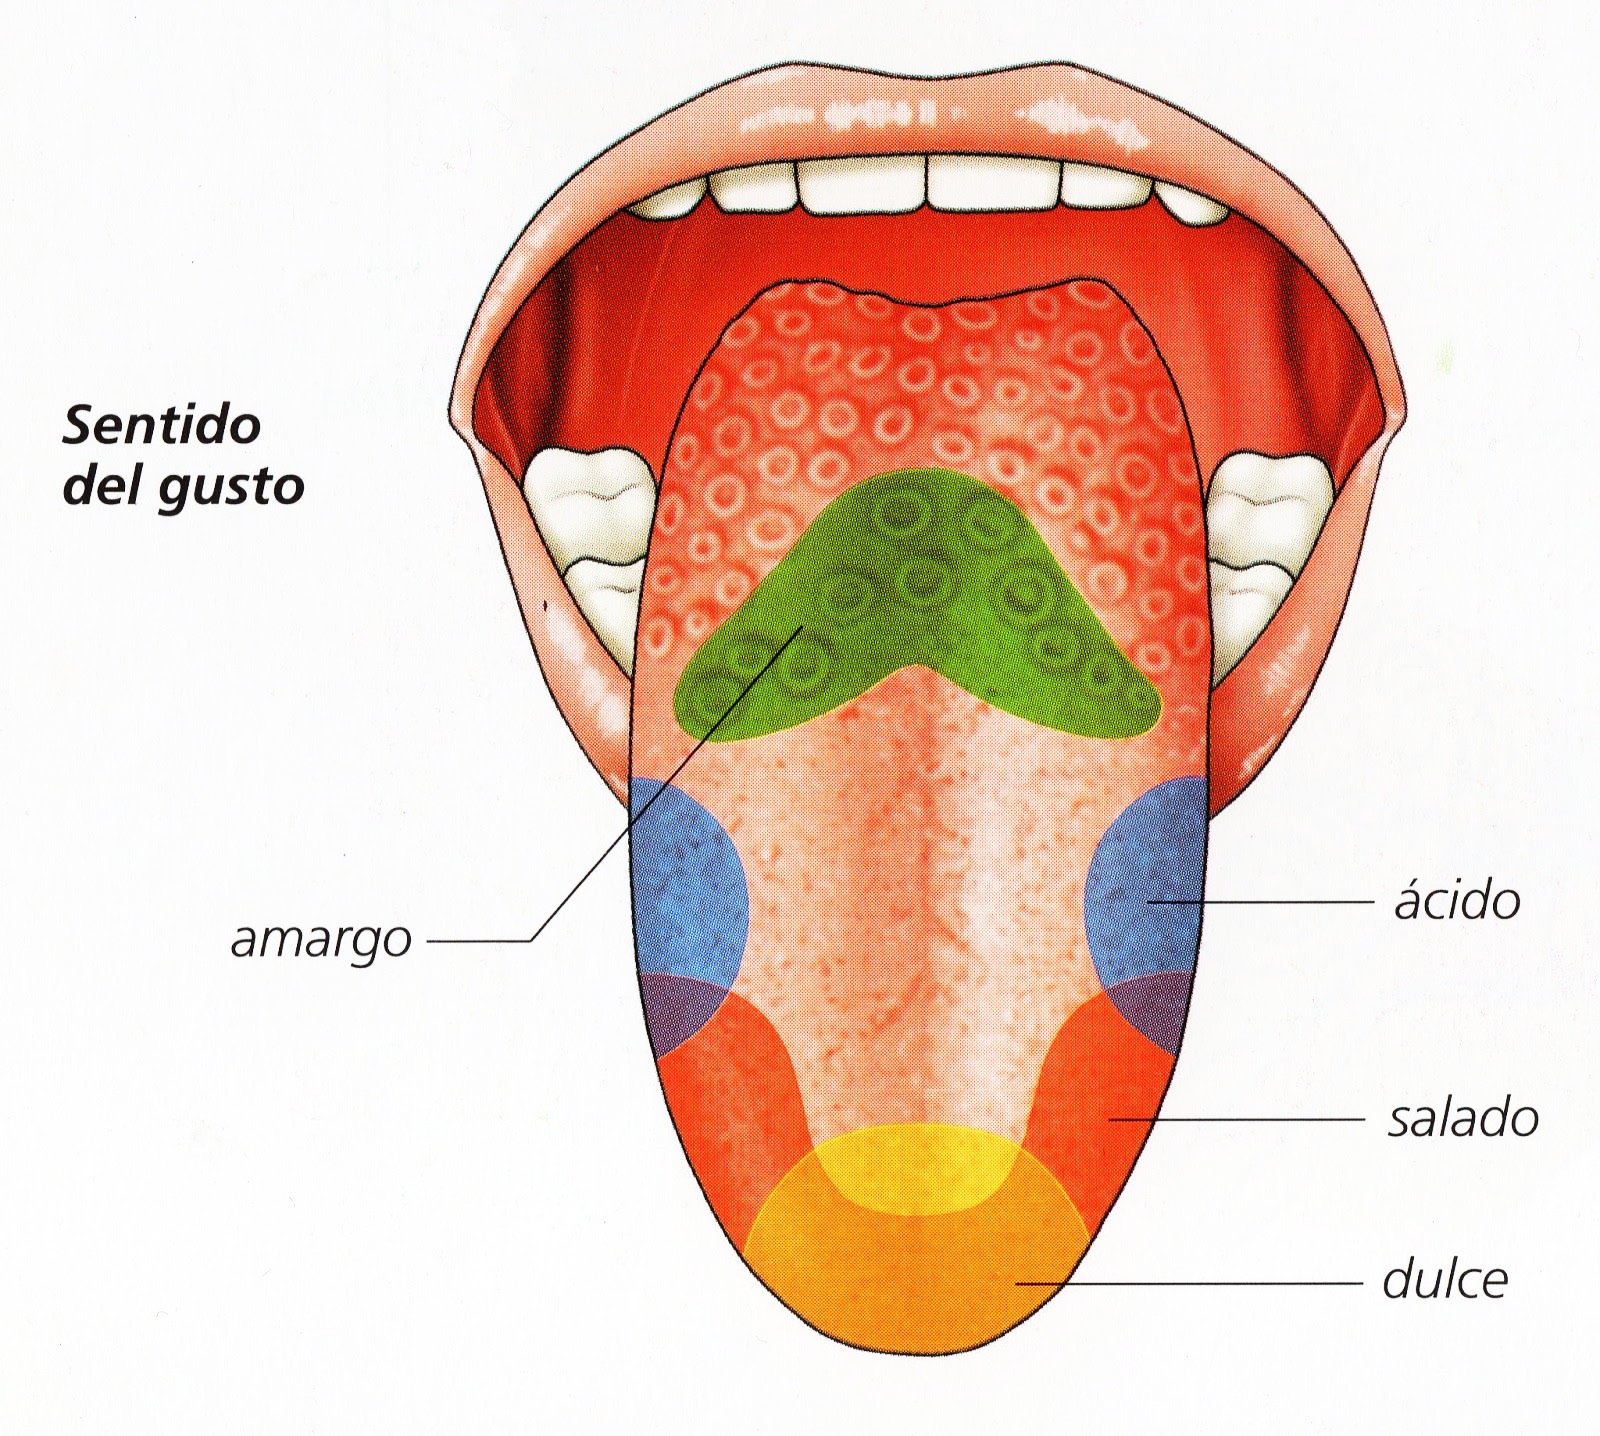 Sentido
del gusto
amargo
ácido
salado
dulce